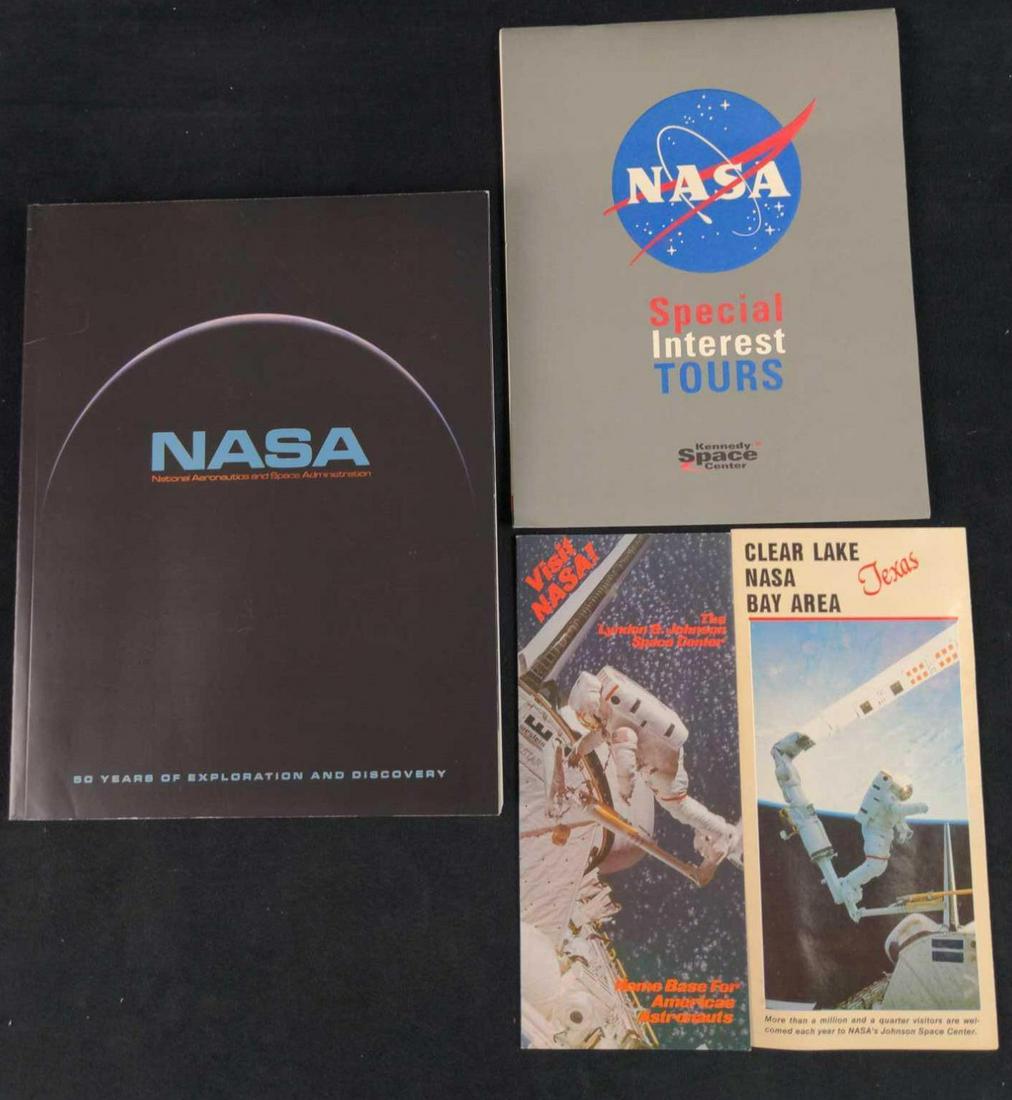 NASA
National Aeronautics and Space Administration
50 YEARS OF EXPLORATION AND DISCOVERY
NASA
Special
Interest
TOURS
Kennedy
Space
Center
Visit
NASA!
The
Lyndon B. Johnson
Space Center
Home Base For
Americas
Astronauts
CLEAR LAKE
NASA
BAY AREA
Texas
More than a million and a quarter visitors are wel-
comed each year to NASA's Johnson Space Center.